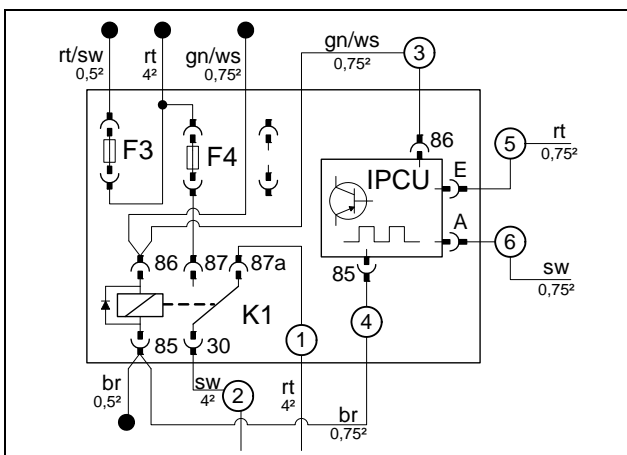 rt/sw
0,5²
rt
4²
gn/ws
0,75²
gn/ws
0,75²
3
86
F3
F4
IPCU
E
5
rt
0,75²
A
6
sw
0,75²
85
86
87
87a
K1
4
1
85
30
br
0,5²
sw
4²
2
rt
4²
br
0,75²